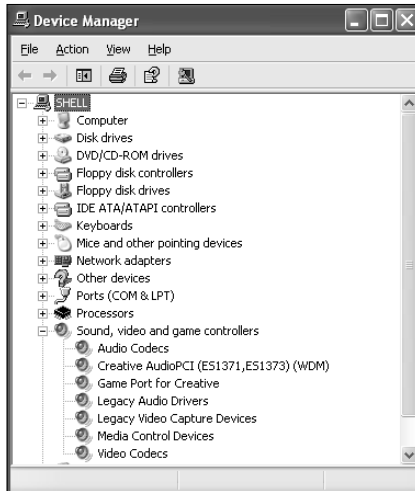 Device Manager
File Action View Help
SHELL
Computer
Disk drives
DVD/CD-ROM drives
Floppy disk controllers
Floppy disk drives
IDE ATA/ATAPI controllers
Keyboards
Mice and other pointing devices
Network adapters
Other devices
Ports (COM & LPT)
Processors
Sound, video and game controllers
Audio Codecs
Creative AudioPCI (ES1371,ES1373) (WDM)
Game Port for Creative
Legacy Audio Drivers
Legacy Video Capture Devices
Media Control Devices
Video Codecs